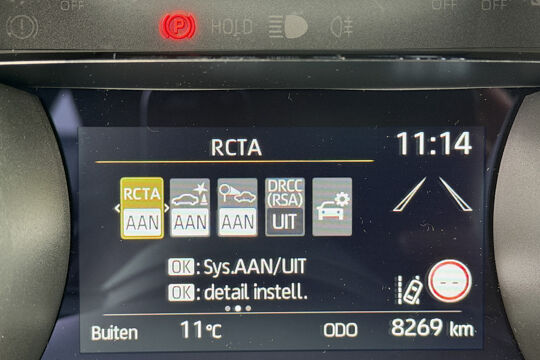 OFF
OFF OFF
P HOLD
RCTA 11:14
RCTA DRCC
(RSA)
AAN AAN AAN UIT
OK : Sys.AAN/UIT
OK : detail instell.
--
Buiten 11°C ODO 8269 km